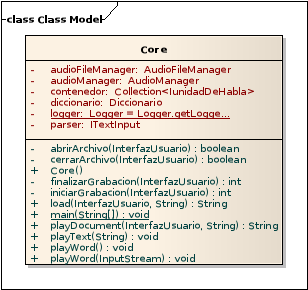 class Class Model
Core
- audioFileManager: AudioFileManager
- audioManager: AudioManager
- contenedor: Collection<IunidadDeHabla>
- diccionario: Diccionario
- logger: Logger = Logger.getLogge...
- parser: ITextInput
- abrirArchivo(InterfazUsuario) : boolean
- cerrarArchivo(InterfazUsuario) : boolean
+ Core()
- finalizarGrabacion(InterfazUsuario) : int
- iniciarGrabacion(InterfazUsuario) : int
+ load(InterfazUsuario, String) : String
+ main(String[]) : void
+ playDocument(InterfazUsuario, String) : String
+ playText(String) : void
+ playWord() : void
+ playWord(InputStream) : void